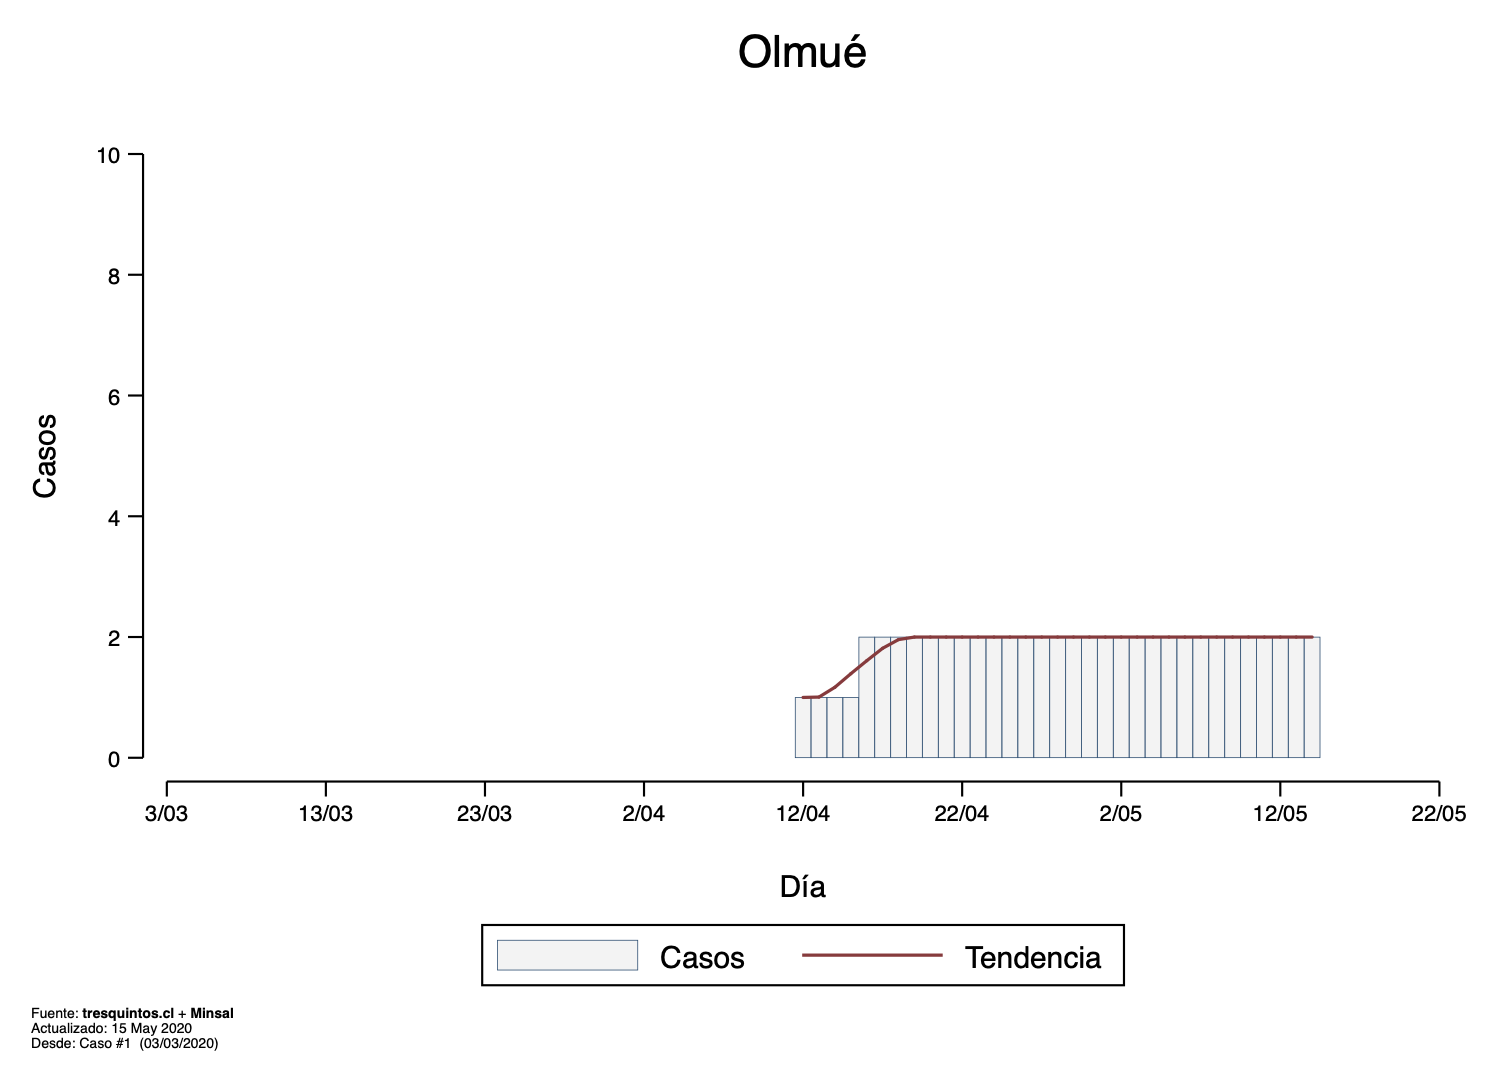 Olmué
Casos
10
8
6
4
2
0
3/03 13/03 23/03 2/04 12/04 22/04 2/05 12/05 22/05
Día
Casos Tendencia
Fuente: tresquintos.cl + Minsal
Actualizado: 15 May 2020
Desde: Caso #1 (03/03/2020)